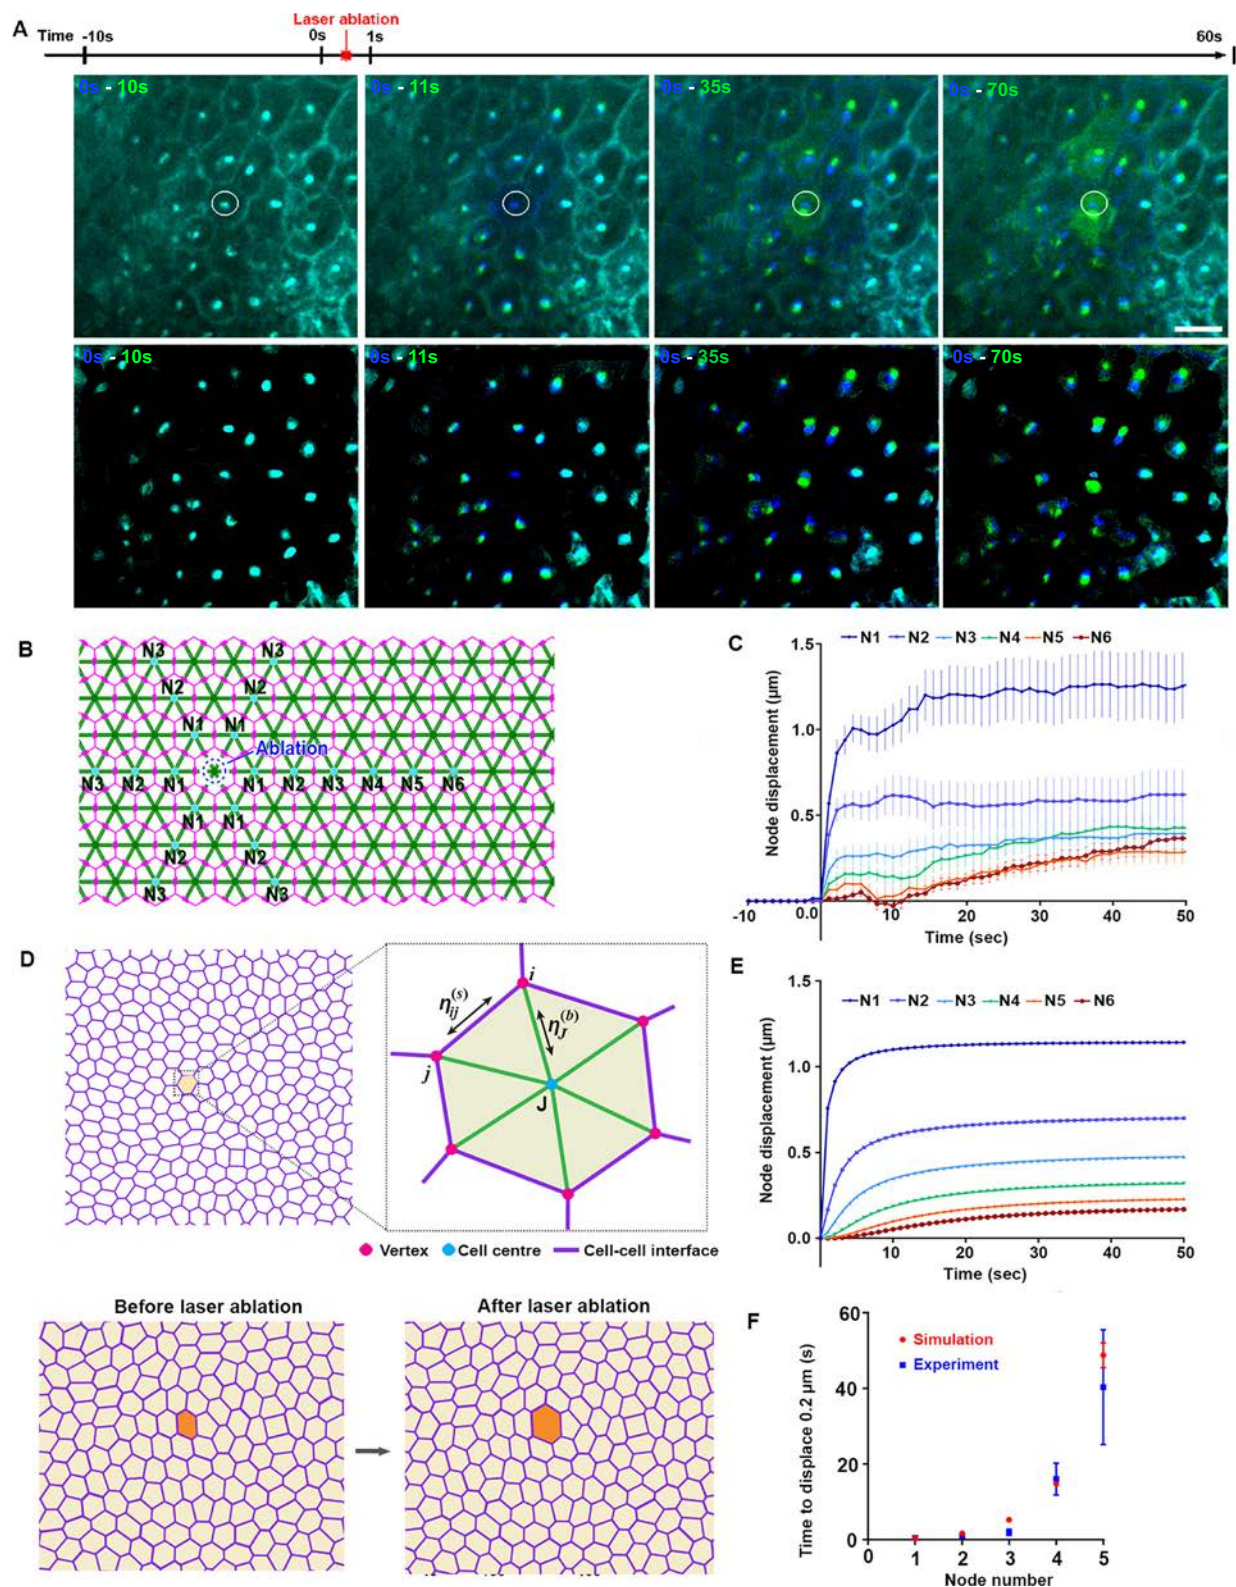 Laser ablation
A Time -10s 0s 1s 60s
0s - 10s 0s - 11s 0s - 35s 0s - 70s
0s - 10s 0s - 11s 0s - 35s 0s - 70s
B
N3 N3
N2 N2
N1 N1
Ablation
N3 N2 N1 N1 N2 N3 N4 N5 N6
N1 N1
N2 N2
N3 N3
C
N1 N2 N3 N4 N5 N6
Node displacement (µm)
1.5
1.0
0.5
-10 0.0 10 20 30 40 50
Time (sec)
D
i
η_ij^(s)
η_J^(b)
j
J
Vertex Cell centre Cell-cell interface
Before laser ablation After laser ablation
E
N1 N2 N3 N4 N5 N6
Node displacement (µm)
1.5
1.0
0.5
0.0
10 20 30 40 50
Time (sec)
F
Simulation
Experiment
Time to displace 0.2 µm (s)
60
40
20
0
0 1 2 3 4 5
Node number